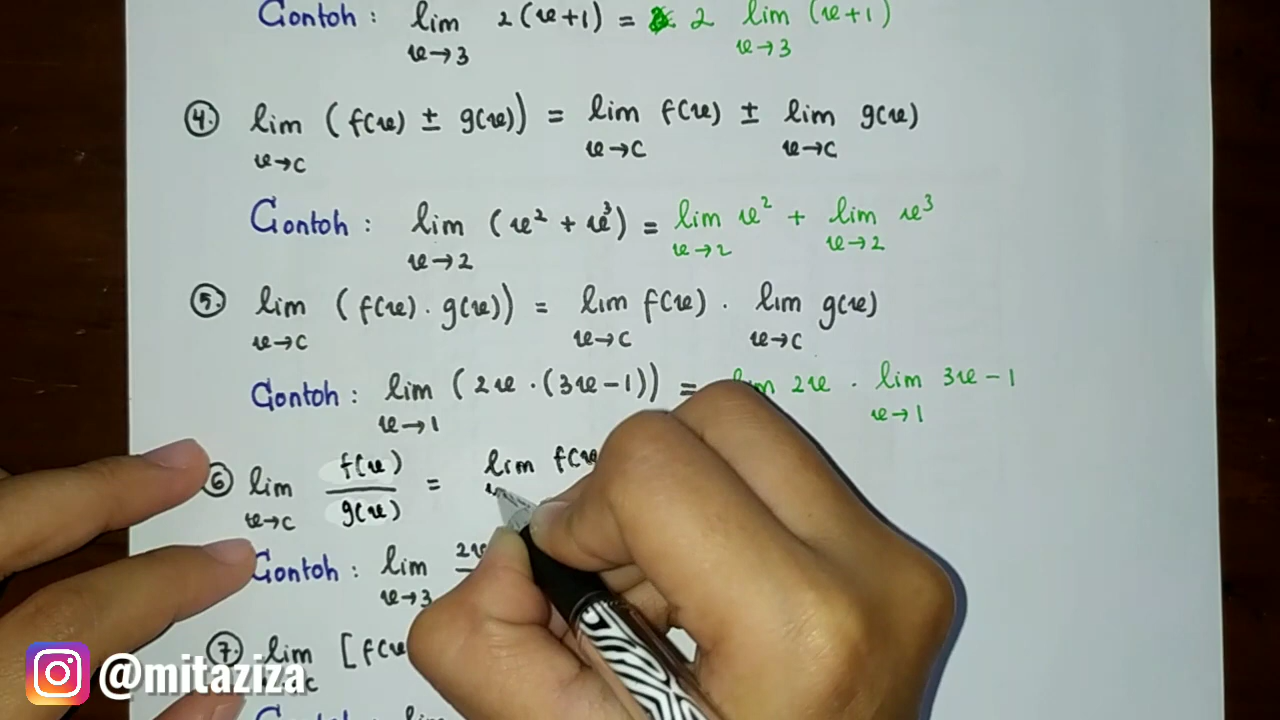 Contoh : lim 2(x+1) = 2 lim (x+1)
x→3 x→3
4. lim (f(x) ± g(x)) = lim f(x) ± lim g(x)
x→c x→c x→c
Contoh : lim (x² + x³) = lim x² + lim x³
x→2 x→2 x→2
5. lim (f(x) . g(x)) = lim f(x) . lim g(x)
x→c x→c x→c
Contoh : lim (2x . (3x-1)) = lim 2x . lim 3x-1
x→1 x→1
6 lim f(x)/g(x) = lim
x→c
Contoh : lim
x→3
7 lim
@mitaziza